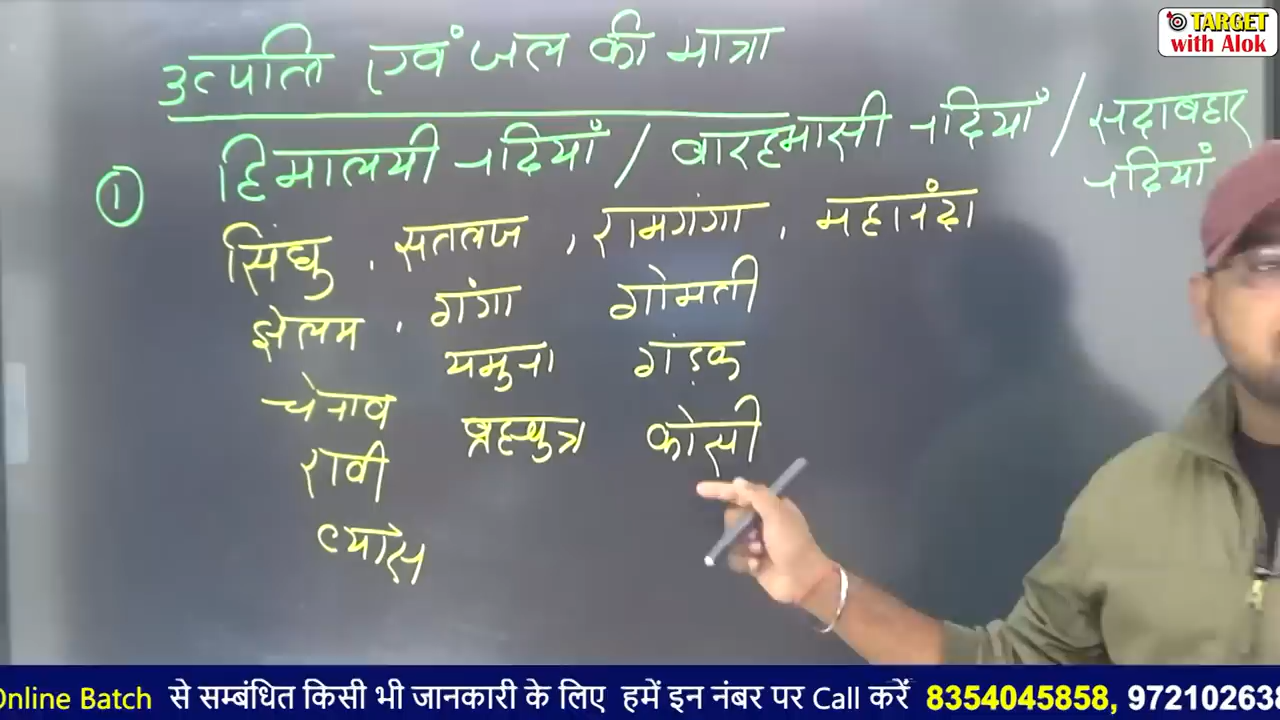 TARGET
with Alok
उत्पत्ति एवं जल की मात्रा
① हिमालयी नदियाँ / बारहमासी नदियाँ / सदाबहार
नदियां
सिंधु , सतलज , रामगंगा , महानंदा
झेलम , गंगा गोमती
चेनाव यमुना गंड़क
रावी ब्रह्मपुत्र कोसी
व्यास
Online Batch से सम्बंधित किसी भी जानकारी के लिए हमें इन नंबर पर Call करें 8354045858, 972102638